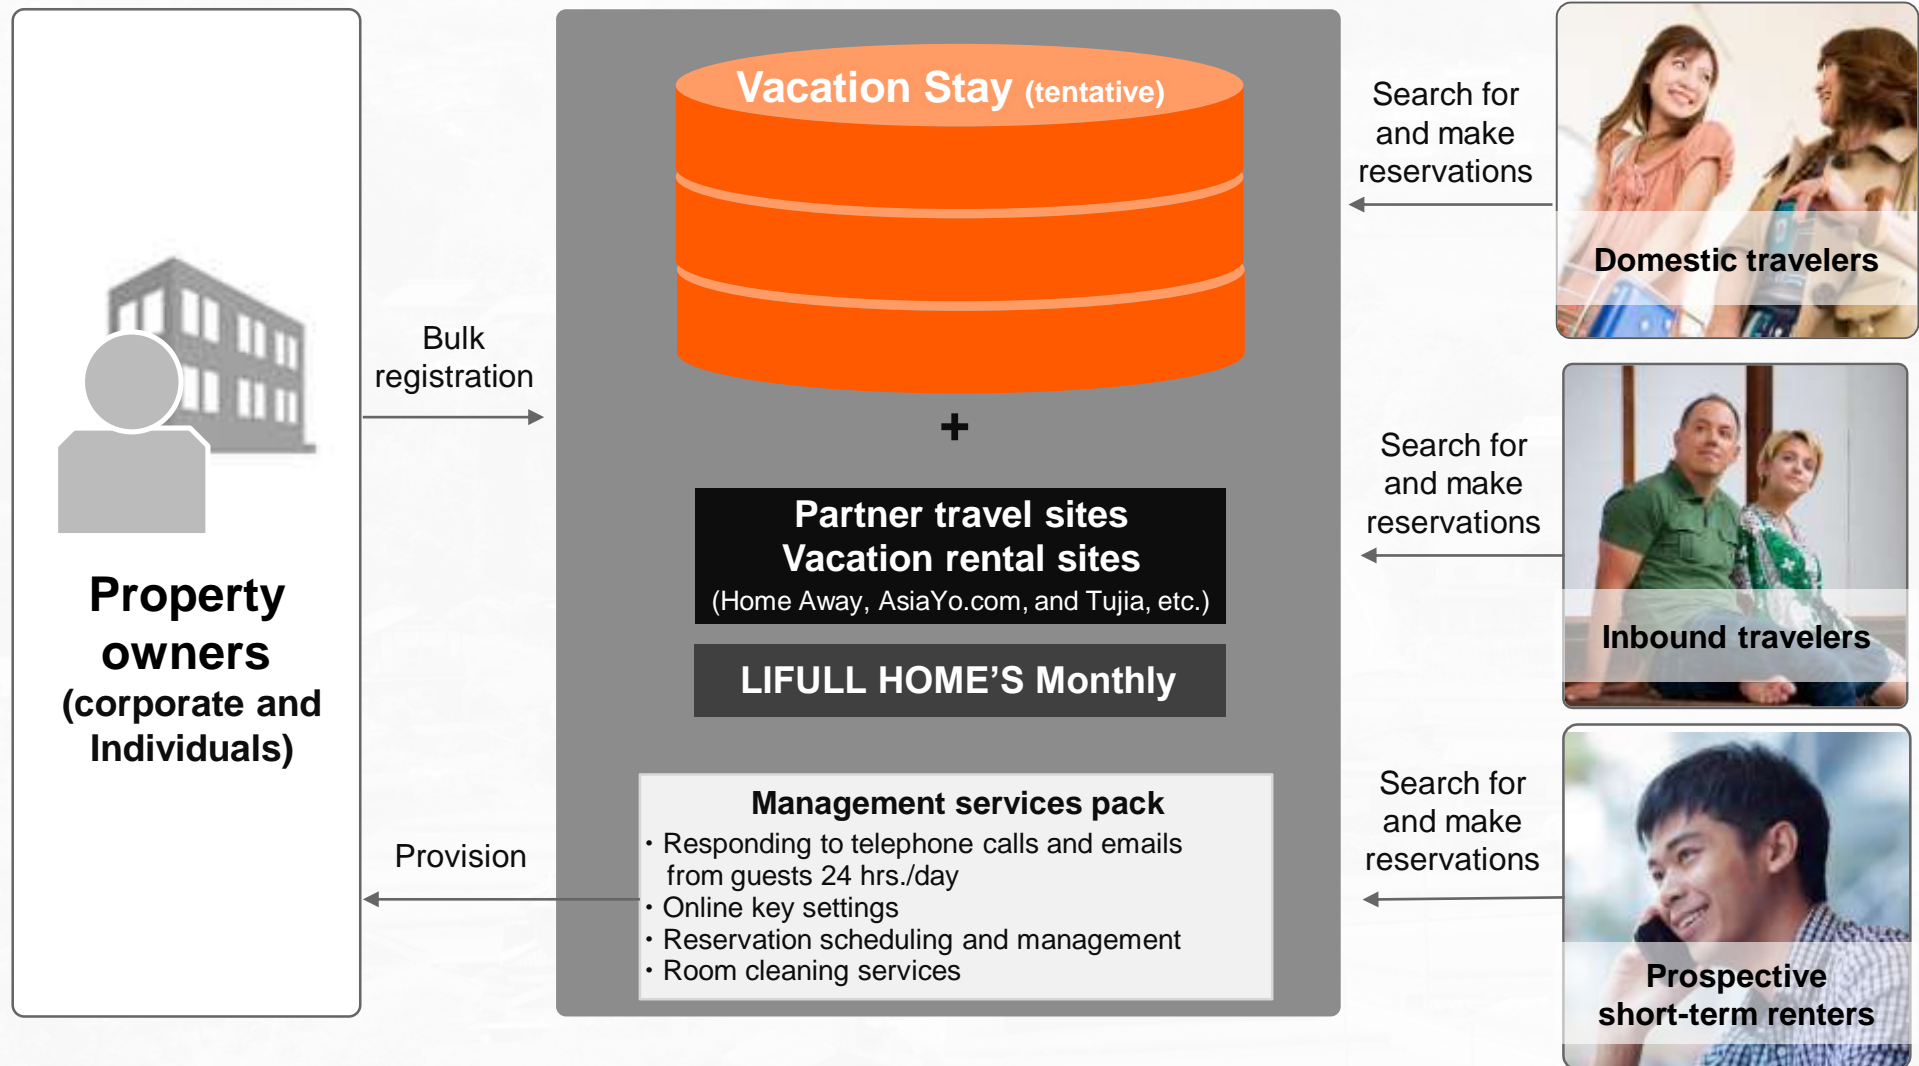 Property
owners
(corporate and
Individuals)
Bulk
registration
Provision
Vacation Stay (tentative)
+
Partner travel sites
Vacation rental sites
(Home Away, AsiaYo.com, and Tujia, etc.)
LIFULL HOME’S Monthly
Management services pack
・Responding to telephone calls and emails
from guests 24 hrs./day
・Online key settings
・Reservation scheduling and management
・Room cleaning services
Search for
and make
reservations
Domestic travelers
Search for
and make
reservations
Inbound travelers
Search for
and make
reservations
Prospective
short-term renters